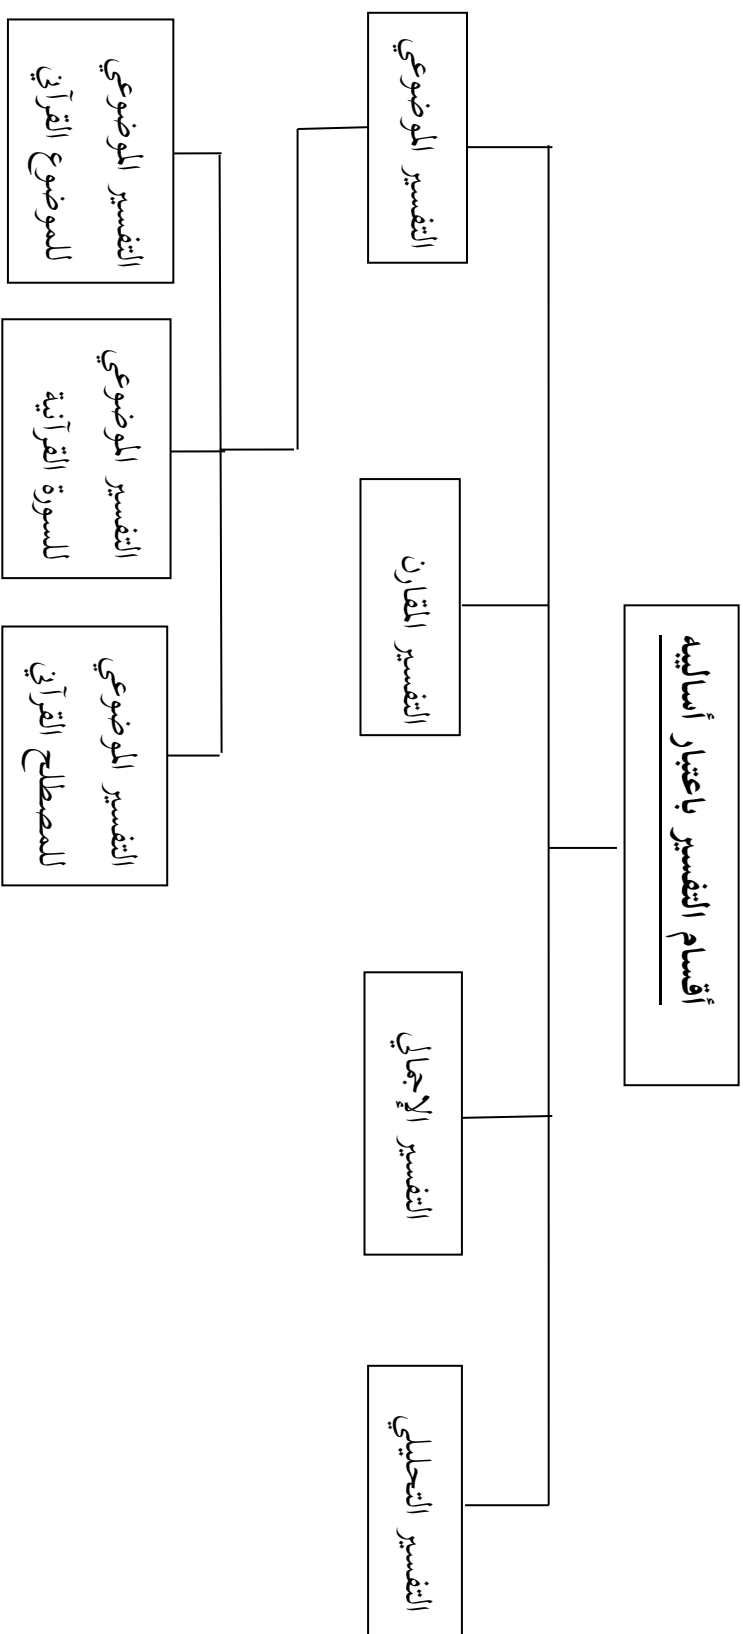 أقسام التفسير باعتبار أساليبه
التفسير التحليلي
التفسير الإجمالي
التفسير المقارن
التفسير الموضوعي
التفسير الموضوعي
للمصطلح القرآني
التفسير الموضوعي
للسورة القرآنية
التفسير الموضوعي
للموضوع القرآني